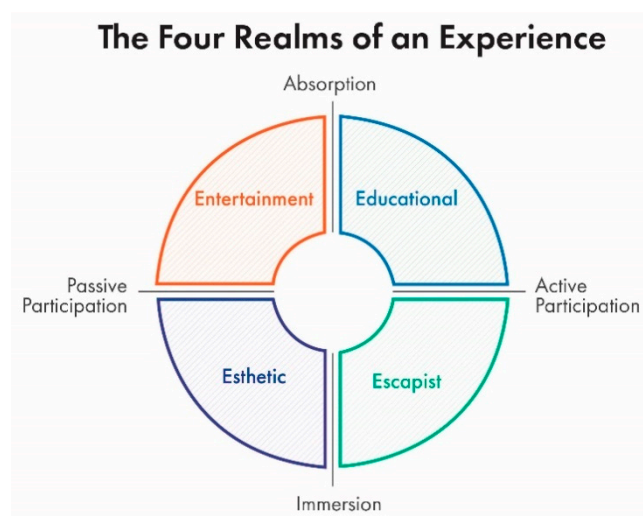 The Four Realms of an Experience
Absorption
Entertainment
Educational
Passive
Participation
Active
Participation
Esthetic
Escapist
Immersion